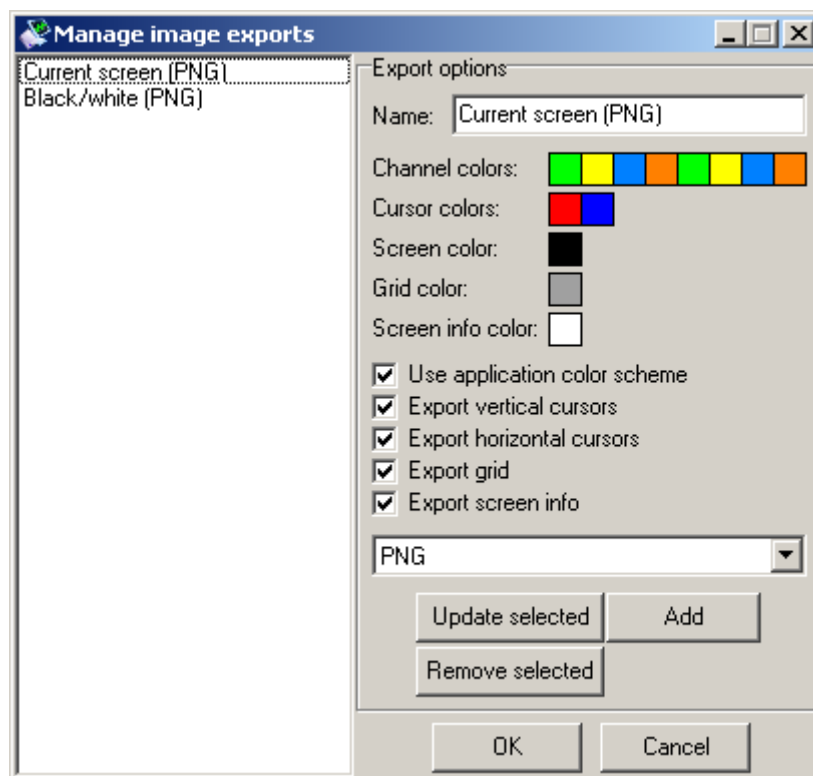 Manage image exports
Current screen (PNG)
Black/white (PNG)
Export options
Name: Current screen (PNG)
Channel colors:
Cursor colors:
Screen color:
Grid color:
Screen info color:
Use application color scheme
Export vertical cursors
Export horizontal cursors
Export grid
Export screen info
PNG
Update selected Add
Remove selected
OK Cancel